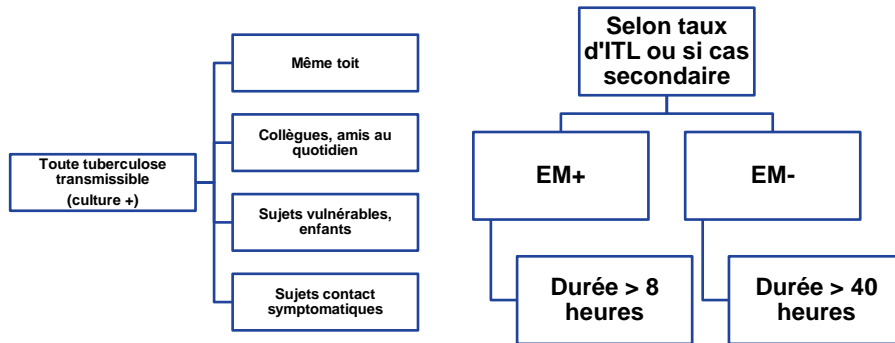 Toute tuberculose
transmissible
(culture +)
Même toit
Collègues, amis au
quotidien
Sujets vulnérables,
enfants
Sujets contact
symptomatiques
Selon taux
d'ITL ou si cas
secondaire
EM+
EM-
Durée > 8
heures
Durée > 40
heures